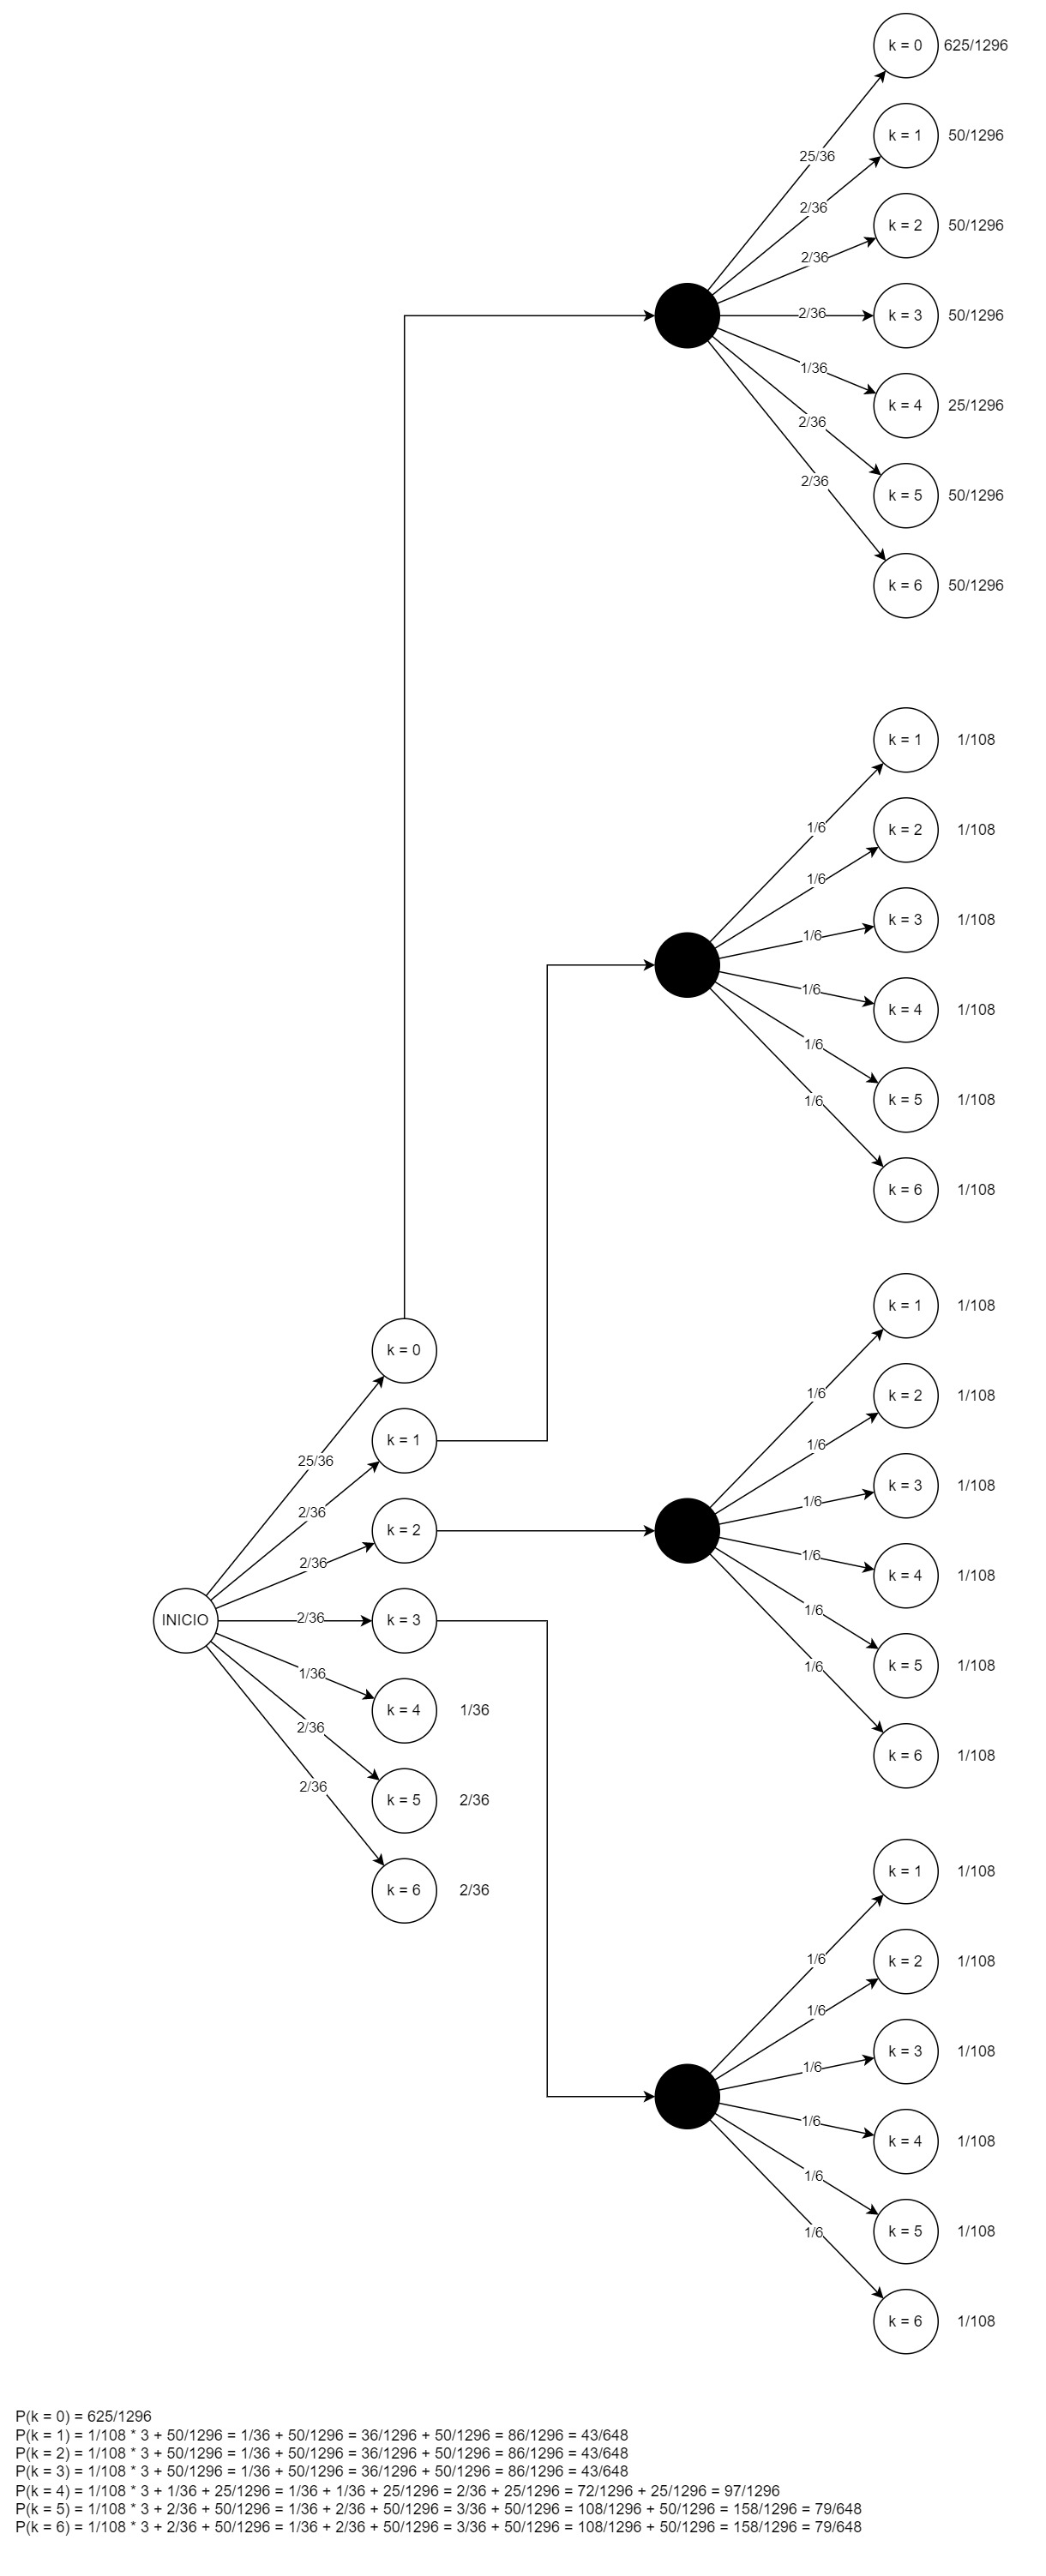 k = 0 625/1296
k = 1 50/1296
25/36
2/36
k = 2 50/1296
2/36
2/36
k = 3 50/1296
1/36
k = 4 25/1296
2/36
2/36
k = 5 50/1296
k = 6 50/1296
k = 1 1/108
1/6
k = 2 1/108
1/6
k = 3 1/108
1/6
1/6
k = 4 1/108
1/6
k = 5 1/108
1/6
k = 6 1/108
k = 1 1/108
1/6
k = 2 1/108
1/6
k = 3 1/108
1/6
1/6
k = 4 1/108
1/6
k = 5 1/108
1/6
k = 6 1/108
k = 0
25/36
k = 1
2/36
k = 2
2/36
INICIO
2/36
k = 3
1/36
k = 4 1/36
2/36
k = 5 2/36
2/36
k = 6 2/36
k = 1 1/108
1/6
k = 2 1/108
1/6
k = 3 1/108
1/6
1/6
k = 4 1/108
1/6
k = 5 1/108
1/6
k = 6 1/108
P(k = 0) = 625/1296
P(k = 1) = 1/108 * 3 + 50/1296 = 1/36 + 50/1296 = 36/1296 + 50/1296 = 86/1296 = 43/648
P(k = 2) = 1/108 * 3 + 50/1296 = 1/36 + 50/1296 = 36/1296 + 50/1296 = 86/1296 = 43/648
P(k = 3) = 1/108 * 3 + 50/1296 = 1/36 + 50/1296 = 36/1296 + 50/1296 = 86/1296 = 43/648
P(k = 4) = 1/108 * 3 + 1/36 + 25/1296 = 1/36 + 1/36 + 25/1296 = 2/36 + 25/1296 = 72/1296 + 25/1296 = 97/1296
P(k = 5) = 1/108 * 3 + 2/36 + 50/1296 = 1/36 + 2/36 + 50/1296 = 3/36 + 50/1296 = 108/1296 + 50/1296 = 158/1296 = 79/648
P(k = 6) = 1/108 * 3 + 2/36 + 50/1296 = 1/36 + 2/36 + 50/1296 = 3/36 + 50/1296 = 108/1296 + 50/1296 = 158/1296 = 79/648